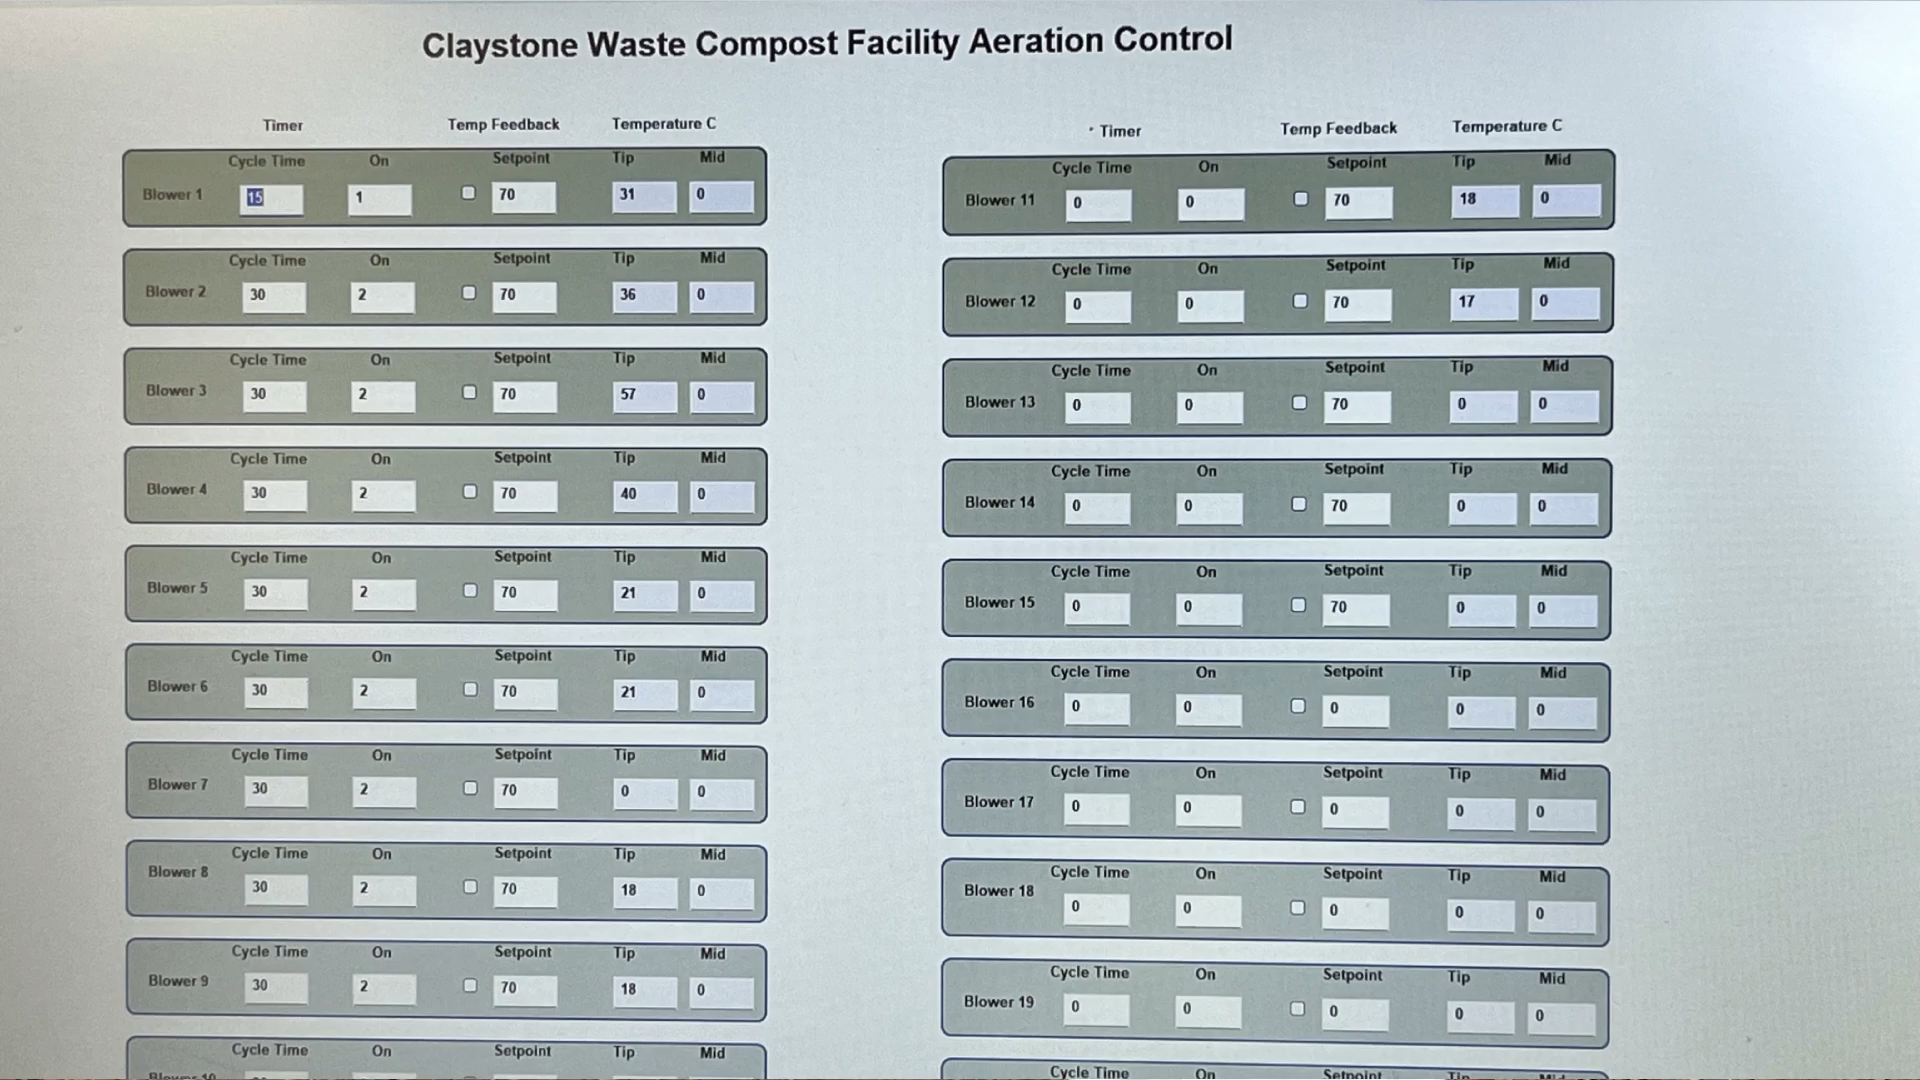 Claystone Waste Compost Facility Aeration Control
Timer Temp Feedback Temperature C
Cycle Time On Setpoint Tip Mid
Blower 1 15 1 70 31 0
Cycle Time On Setpoint Tip Mid
Blower 2 30 2 70 36 0
Cycle Time On Setpoint Tip Mid
Blower 3 30 2 70 57 0
Cycle Time On Setpoint Tip Mid
Blower 4 30 2 70 40 0
Cycle Time On Setpoint Tip Mid
Blower 5 30 2 70 21 0
Cycle Time On Setpoint Tip Mid
Blower 6 30 2 70 21 0
Cycle Time On Setpoint Tip Mid
Blower 7 30 2 70 0 0
Cycle Time On Setpoint Tip Mid
Blower 8 30 2 70 18 0
Cycle Time On Setpoint Tip Mid
Blower 9 30 2 70 18 0
Cycle Time On Setpoint Tip Mid
Blower 10
Timer Temp Feedback Temperature C
Cycle Time On Setpoint Tip Mid
Blower 11 0 0 70 18 0
Cycle Time On Setpoint Tip Mid
Blower 12 0 0 70 17 0
Cycle Time On Setpoint Tip Mid
Blower 13 0 0 70 0 0
Cycle Time On Setpoint Tip Mid
Blower 14 0 0 70 0 0
Cycle Time On Setpoint Tip Mid
Blower 15 0 0 70 0 0
Cycle Time On Setpoint Tip Mid
Blower 16 0 0 0 0 0
Cycle Time On Setpoint Tip Mid
Blower 17 0 0 0 0 0
Cycle Time On Setpoint Tip Mid
Blower 18 0 0 0 0 0
Cycle Time On Setpoint Tip Mid
Blower 19 0 0 0 0 0
Cycle Time On Setpoint Tip Mid